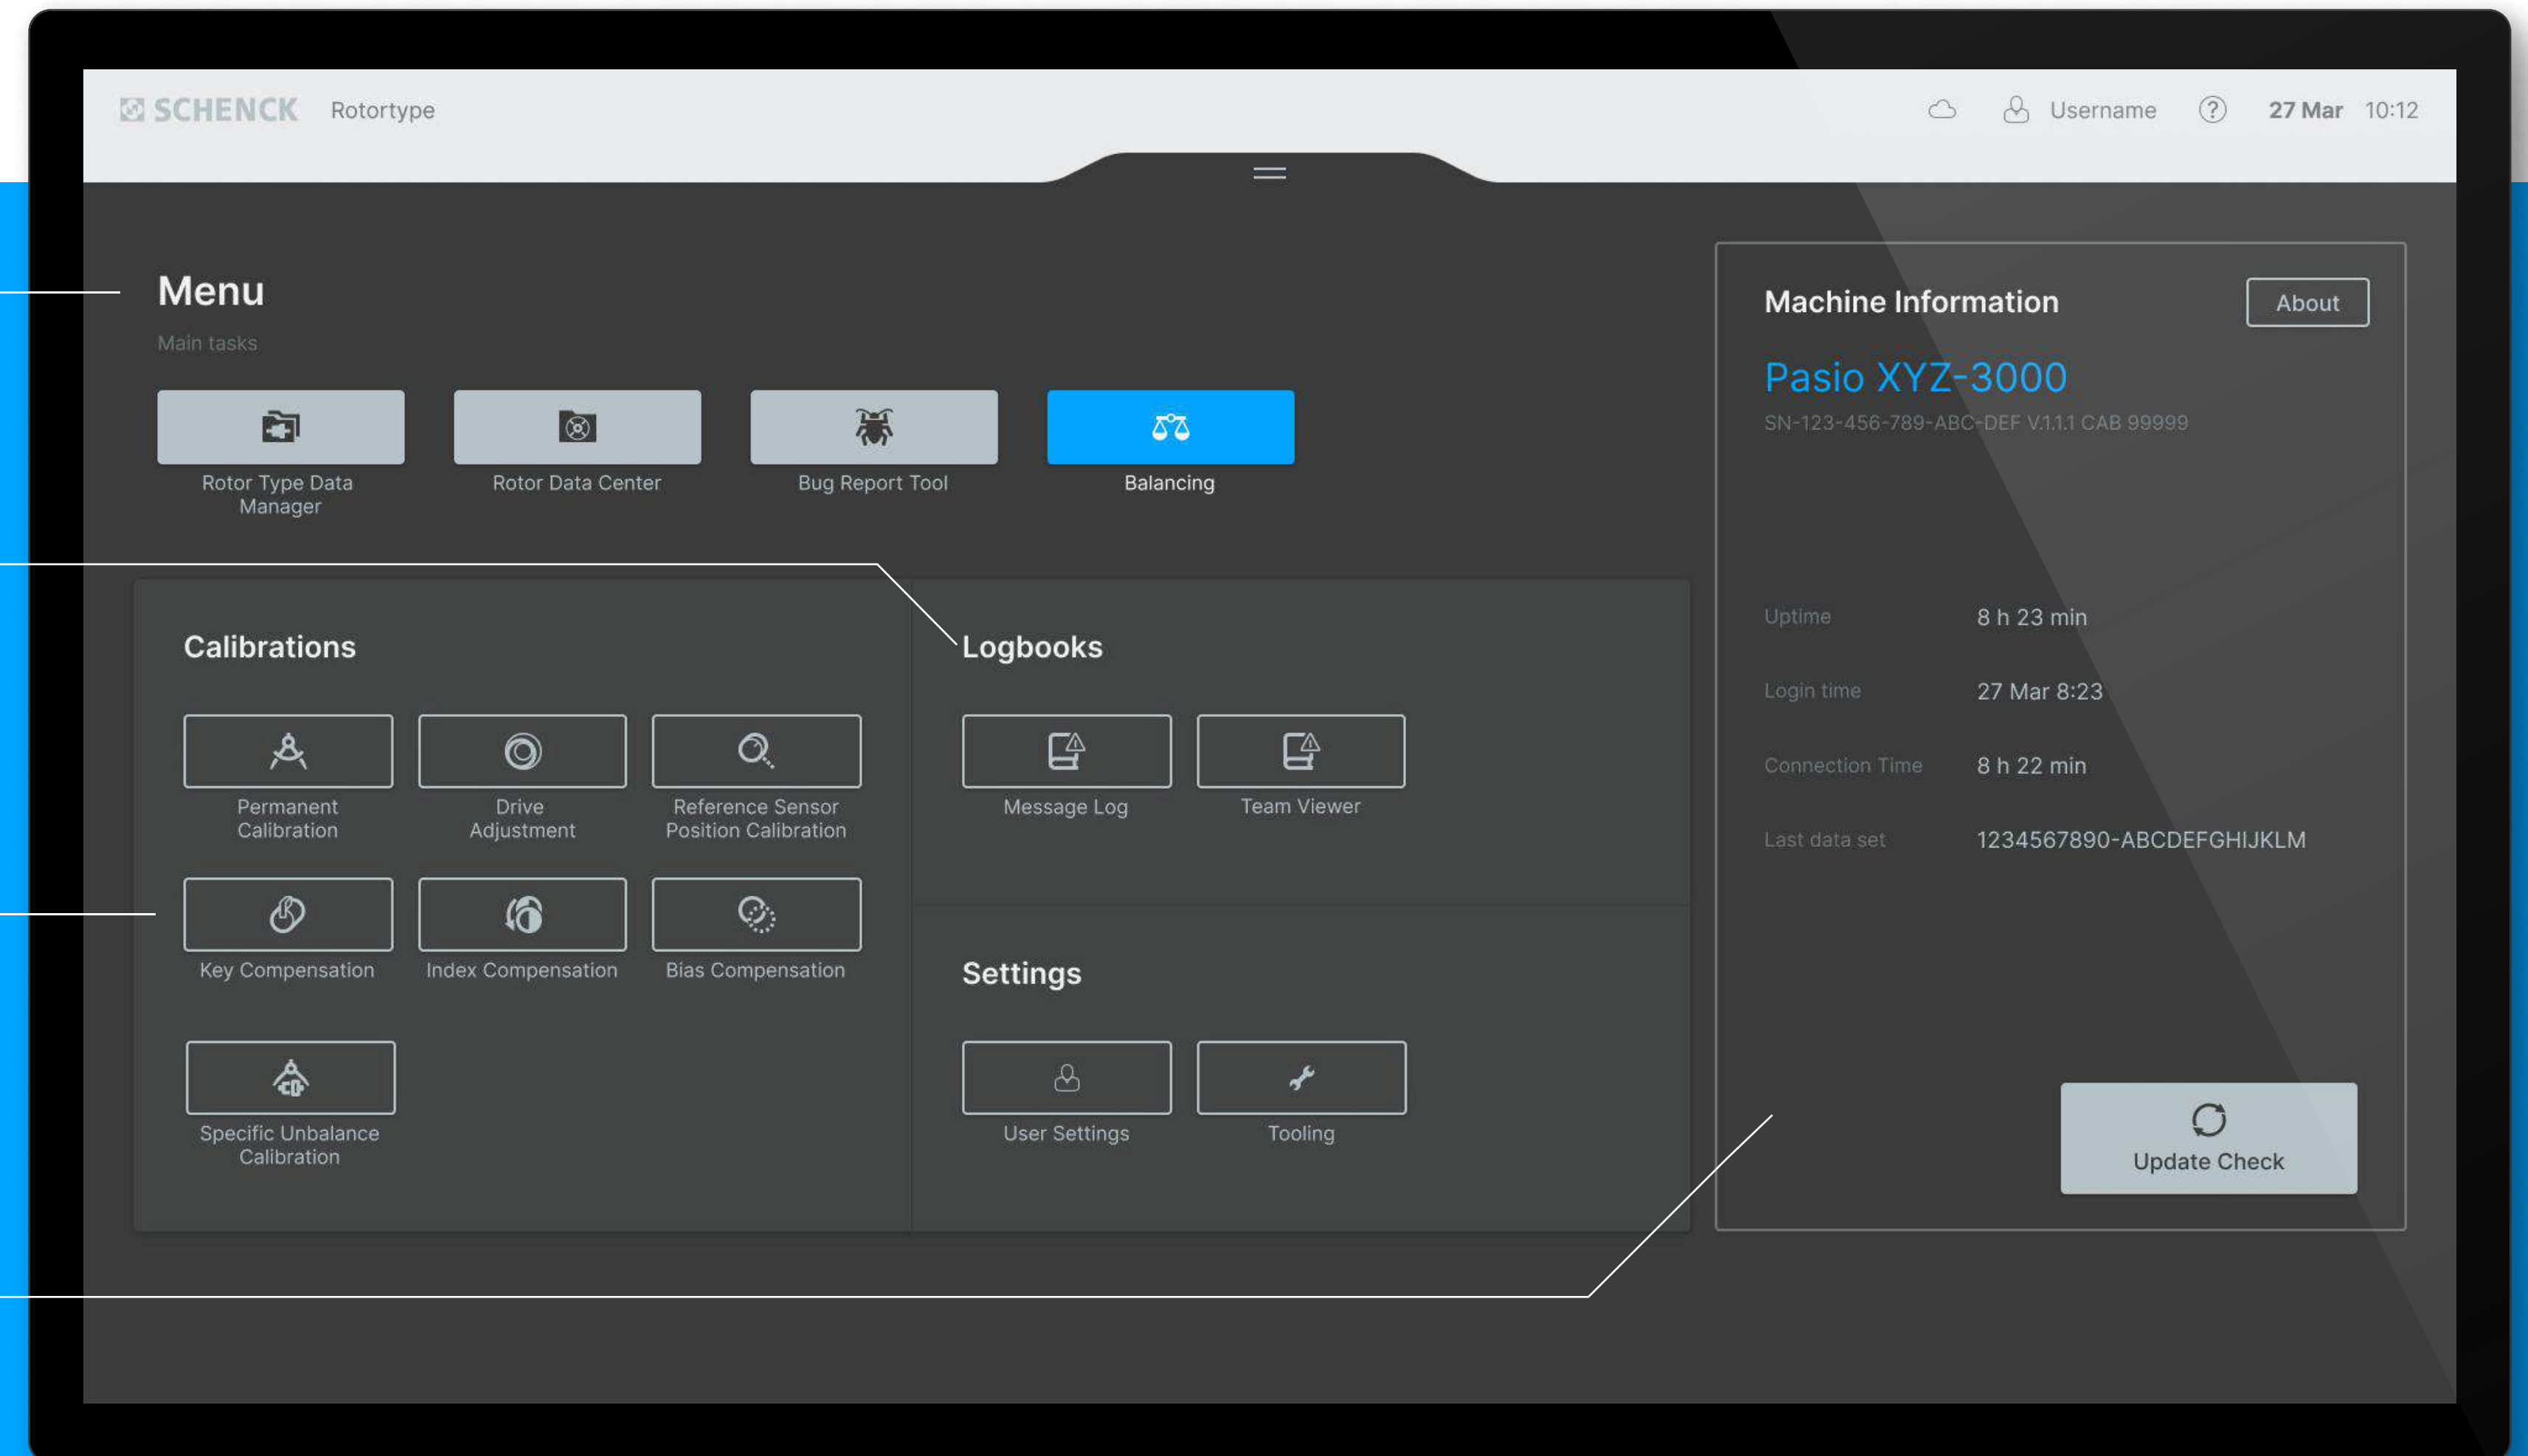 SCHENCK Rotortype
Username 27 Mar 10:12
Menu
Main tasks
Rotor Type Data
Manager
Rotor Data Center
Bug Report Tool
Balancing
Calibrations
Permanent
Calibration
Drive
Adjustment
Reference Sensor
Position Calibration
Key Compensation
Index Compensation
Bias Compensation
Specific Unbalance
Calibration
Logbooks
Message Log
Team Viewer
Settings
User Settings
Tooling
Machine Information
About
Pasio XYZ-3000
SN-123-456-789-ABC-DEF V.1.1.1 CAB 99999
Uptime 8 h 23 min
Login time 27 Mar 8:23
Connection Time 8 h 22 min
Last data set 1234567890-ABCDEFGHIJKLM
Update Check